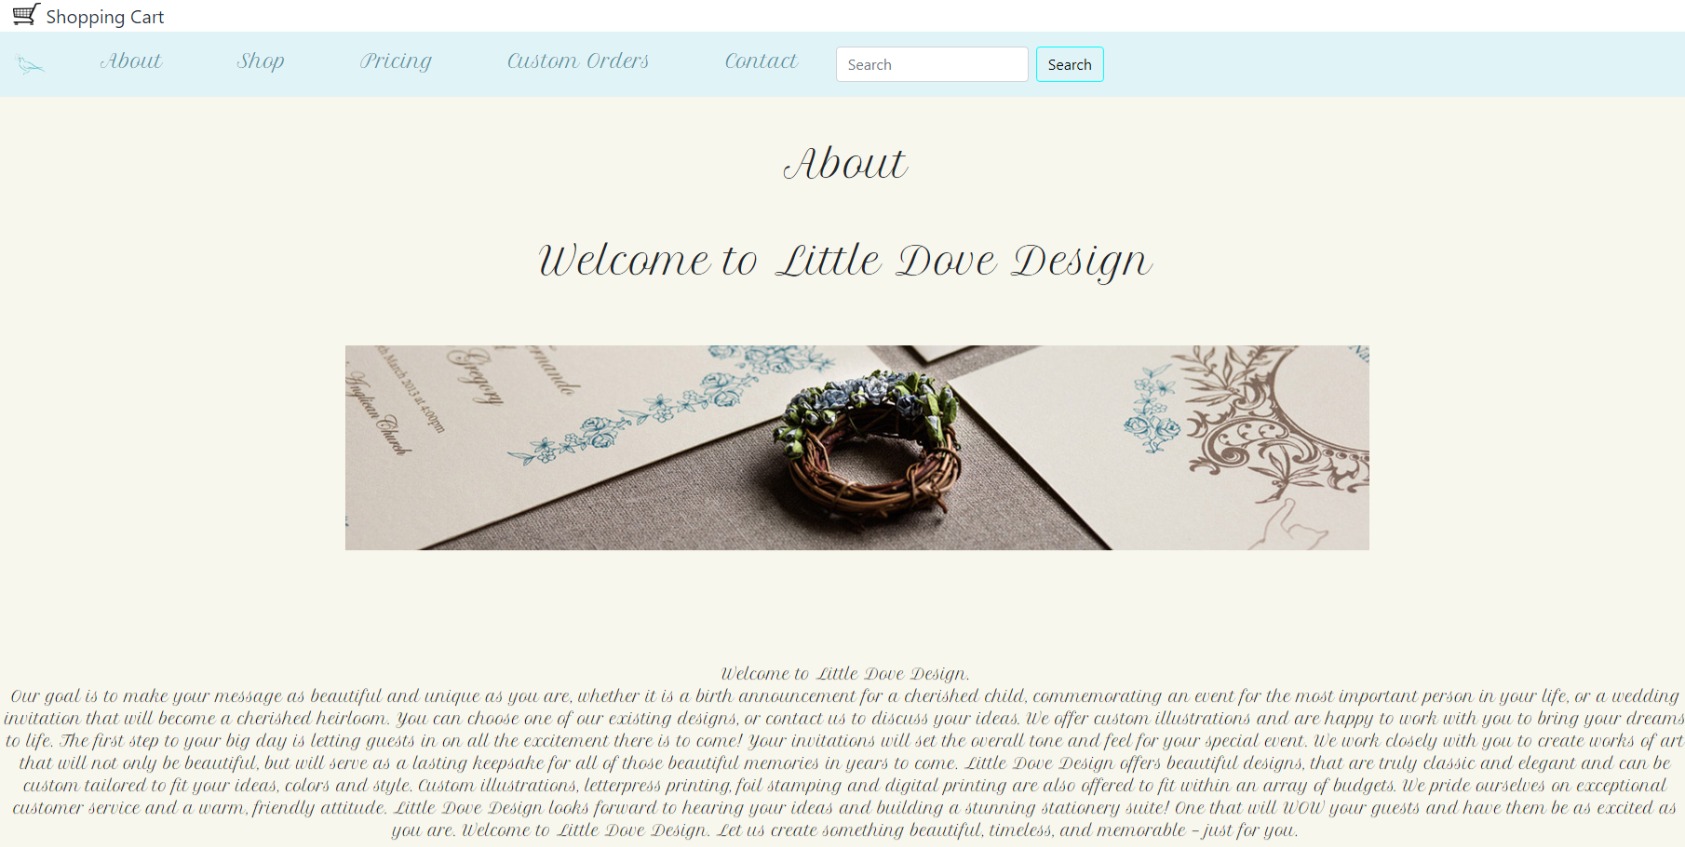 Shopping Cart
About Shop Pricing Custom Orders Contact Search Search
About
Welcome to Little Dove Design
March 2013 at 4:00pm
Anglican Church
Gregory
Welcome to Little Dove Design.
Our goal is to make your message as beautiful and unique as you are, whether it is a birth announcement for a cherished child, commemorating an event for the most important person in your life, or a wedding
invitation that will become a cherished heirloom. You can choose one of our existing designs, or contact us to discuss your ideas. We offer custom illustrations and are happy to work with you to bring your dreams
to life. The first step to your big day is letting guests in on all the excitement there is to come! Your invitations will set the overall tone and feel for your special event. We work closely with you to create works of art
that will not only be beautiful, but will serve as a lasting keepsake for all of those beautiful memories in years to come. Little Dove Design offers beautiful designs, that are truly classic and elegant and can be
custom tailored to fit your ideas, colors and style. Custom illustrations, letterpress printing, foil stamping and digital printing are also offered to fit within an array of budgets. We pride ourselves on exceptional
customer service and a warm, friendly attitude. Little Dove Design looks forward to hearing your ideas and building a stunning stationery suite! One that will WOW your guests and have them be as excited as
you are. Welcome to Little Dove Design. Let us create something beautiful, timeless, and memorable – just for you.